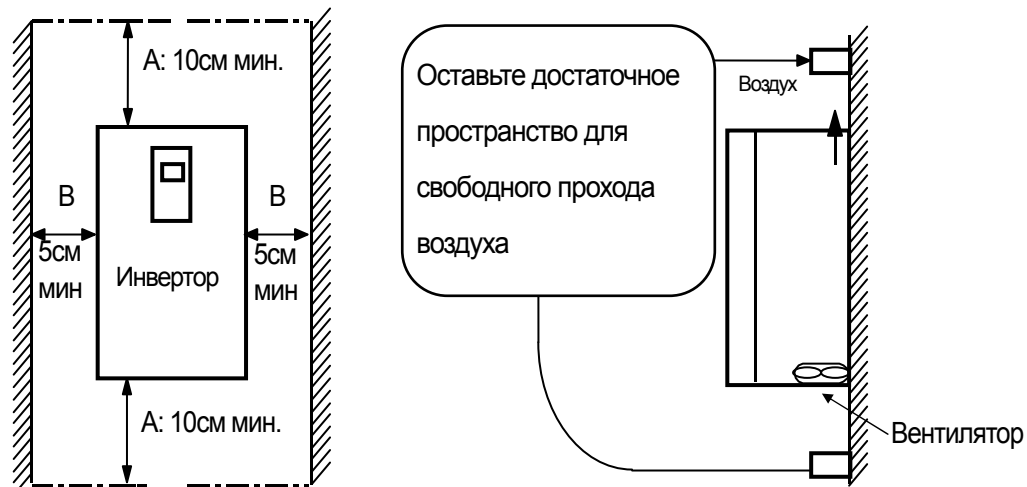 A: 10см мин.
B
5см
мин
Инвертор
B
5см
мин
A: 10см мин.
Оставьте достаточное
пространство для
свободного прохода
воздуха
Воздух
Вентилятор